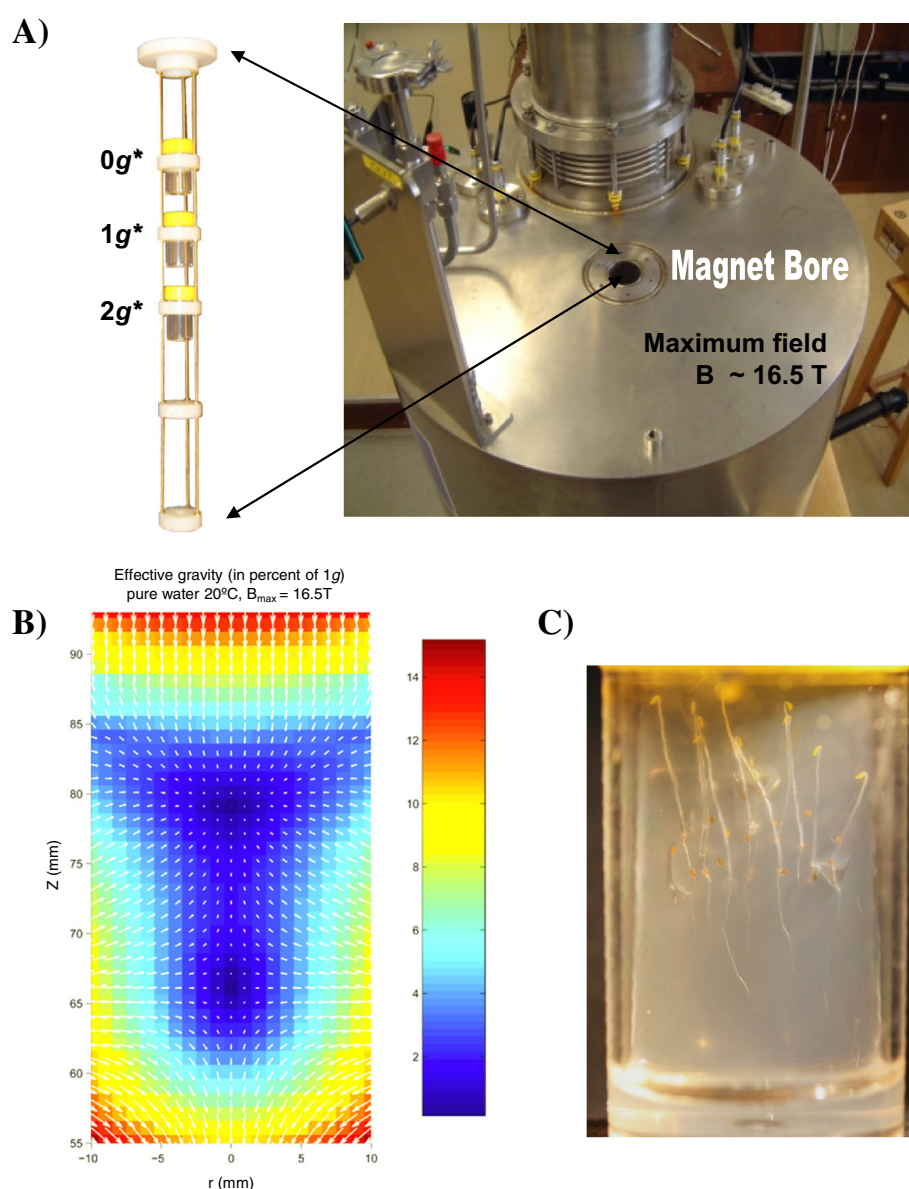 A)
0g*
1g*
2g*
Magnet Bore
Maximum field
B ~ 16.5 T
Effective gravity (in percent of 1g)
pure water 20ºC, Bmax = 16.5T
B)
C)
90
85
80
75
70
65
60
55
Z (mm)
−10
−5
0
5
10
r (mm)
14
12
10
8
6
4
2